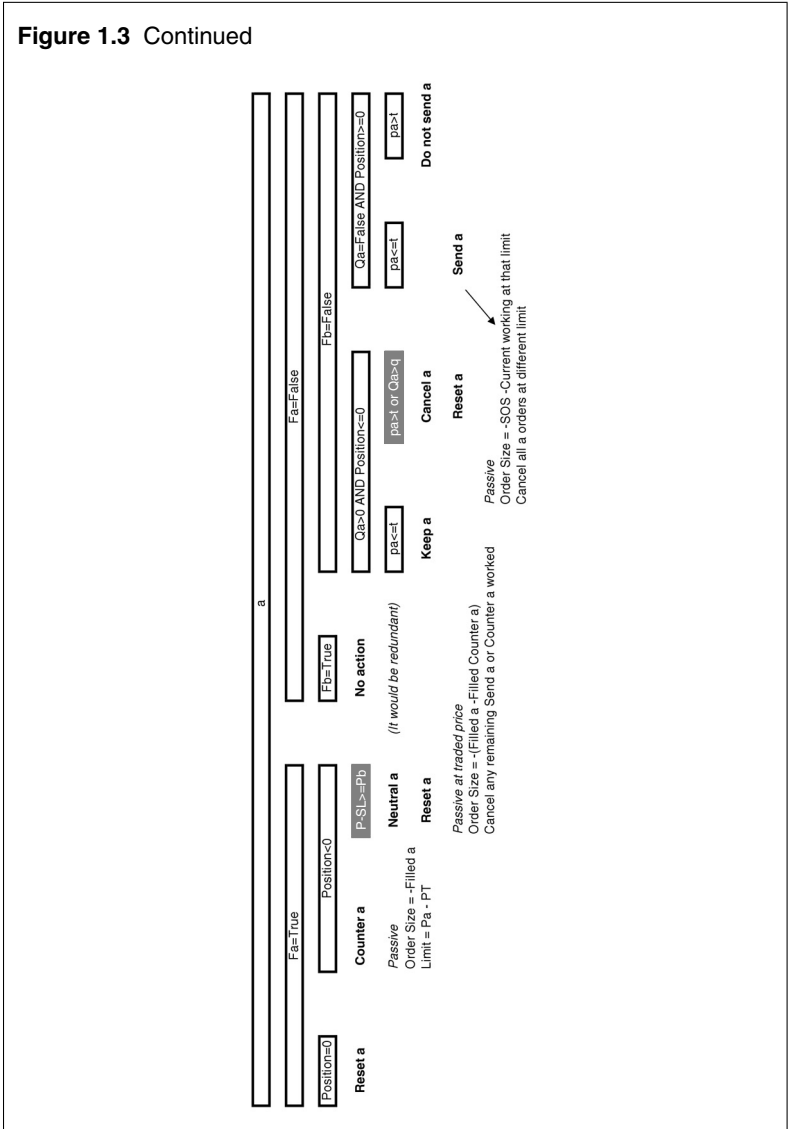 Figure 1.3 Continued
a
Fa=True
Fa=False
Position=0
Position<0
Fb=True
Fb=False
Reset a
Counter a
P-SL>=Pb
No action
Qa>0 AND Position<=0
Qa=False AND Position>=0
Passive
Order Size = -Filled a
Limit = Pa - PT
Neutral a
(It would be redundant)
pa<=t
pa>t or Qa>q
pa<=t
pa>t
Reset a
Keep a
Cancel a
Do not send a
Passive at traded price
Order Size = -(Filled a -Filled Counter a)
Cancel any remaining Send a or Counter a worked
Reset a
Send a
Passive
Order Size = -SOS -Current working at that limit
Cancel all a orders at different limit